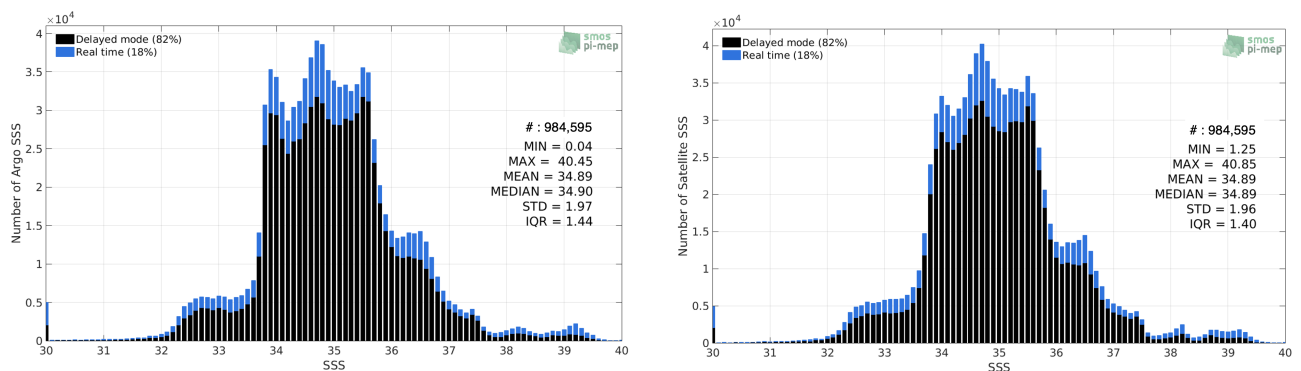 ×10⁴
Delayed mode (82%)
Real time (18%)
smos
pi-mep
4
3.5
3
2.5
2
1.5
1
0.5
0
Number of Argo SSS
# : 984,595
MIN = 0.04
MAX = 40.45
MEAN = 34.89
MEDIAN = 34.90
STD = 1.97
IQR = 1.44
30 31 32 33 34 35 36 37 38 39 40
SSS
×10⁴
Delayed mode (82%)
Real time (18%)
smos
pi-mep
4
3.5
3
2.5
2
1.5
1
0.5
0
Number of Satellite SSS
# : 984,595
MIN = 1.25
MAX = 40.85
MEAN = 34.89
MEDIAN = 34.89
STD = 1.96
IQR = 1.40
30 31 32 33 34 35 36 37 38 39 40
SSS